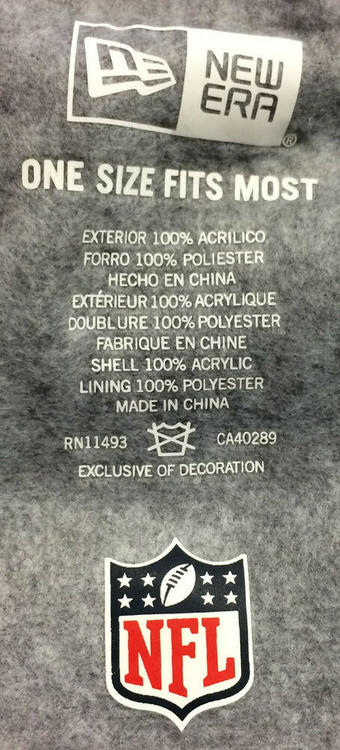 NEW
ERA
®
ONE SIZE FITS MOST
EXTERIOR 100% ACRILICO
FORRO 100% POLIESTER
HECHO EN CHINA
EXTÉRIEUR 100% ACRYLIQUE
DOUBLURE 100% POLYESTER
FABRIQUE EN CHINE
SHELL 100% ACRYLIC
LINING 100% POLYESTER
MADE IN CHINA
RN11493 CA40289
EXCLUSIVE OF DECORATION
NFL